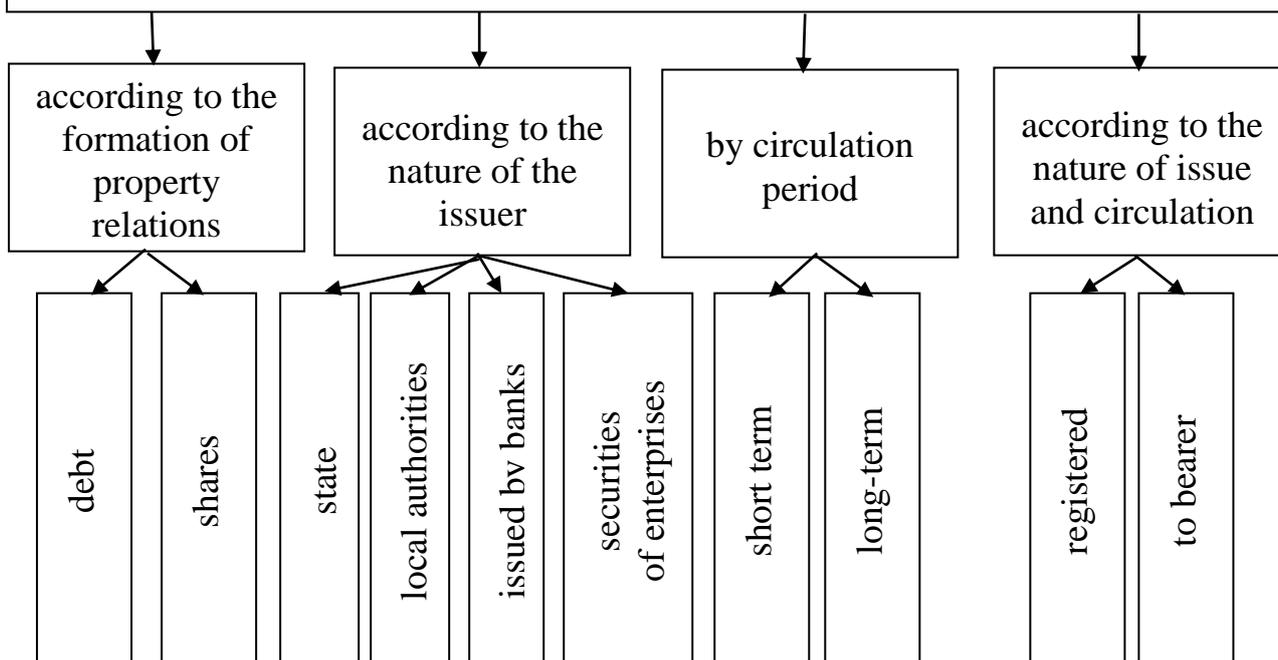 according to the
formation of
property
relations
according to the
nature of the
issuer
by circulation
period
according to the
nature of issue
and circulation
debt
shares
state
local authorities
issued by banks
securities
of enterprises
short term
long-term
registered
to bearer